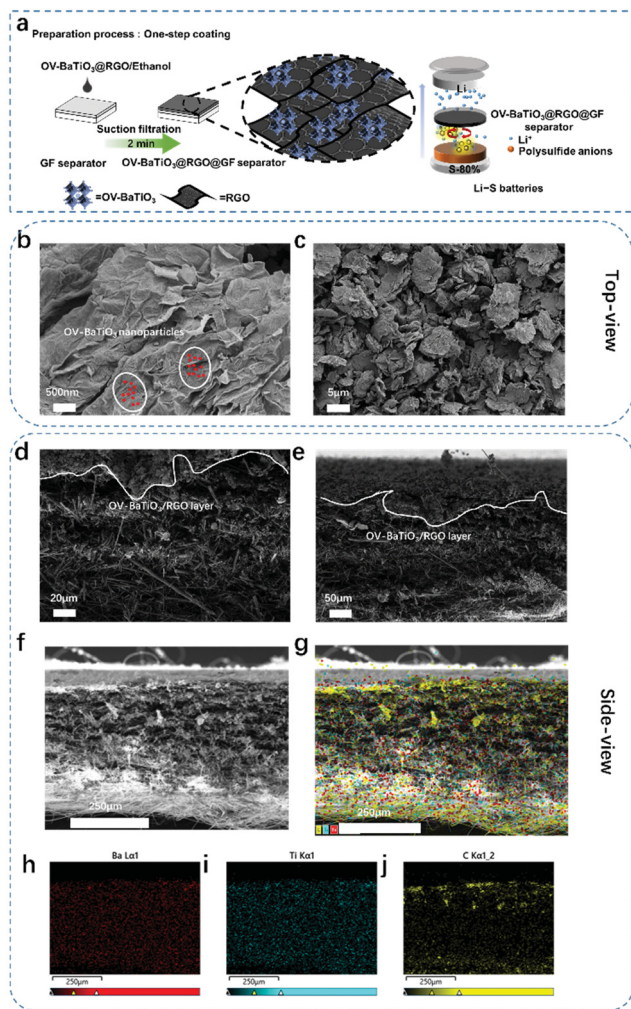 a
Preparation process : One-step coating
OV-BaTiO₃@RGO/Ethanol
Suction filtration
2 min
GF separator
OV-BaTiO₃@RGO@GF separator
=OV-BaTiO₃
=RGO
Li
OV-BaTiO₃@RGO@GF
separator
Li⁺
Polysulfide anions
S-80%
Li-S batteries
b
OV-BaTiO₃ nanoparticles
500nm
c
5μm
Top-view
d
OV-BaTiO₃/RGO layer
20μm
e
OV-BaTiO₃/RGO layer
50μm
f
250μm
g
250μm
Side-view
h
Ba Lα1
250μm
i
Ti Kα1
250μm
j
C Kα1_2
250μm